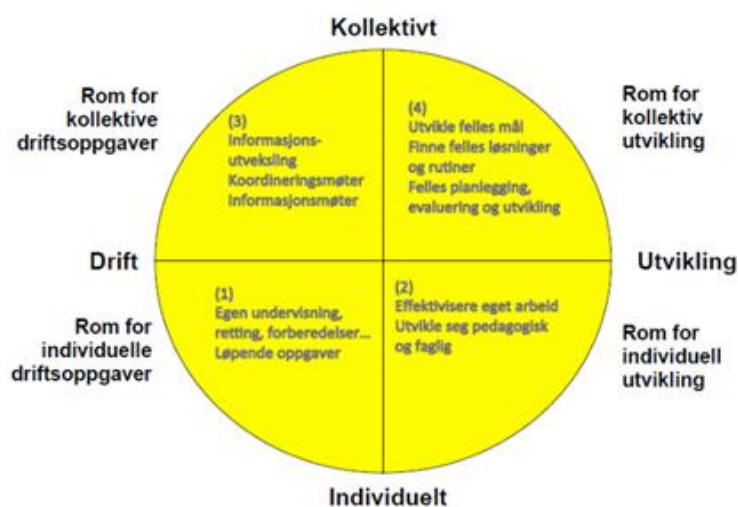 Kollektivt
Rom for
kollektive
driftsoppgaver
(3)
Informasjons-
utveksling
Koordineringsmøter
Informasjonsmøter
(4)
Utvikle felles mål
Finne felles løsninger
og rutiner
Felles planlegging,
evaluering og utvikling
Rom for
kollektiv
utvikling
Drift
Utvikling
Rom for
individuelle
driftsoppgaver
(1)
Egen undervisning,
retting, forberedelser...
Løpende oppgaver
(2)
Effektivisere eget arbeid
Utvikle seg pedagogisk
og faglig
Rom for
individuell
utvikling
Individuelt